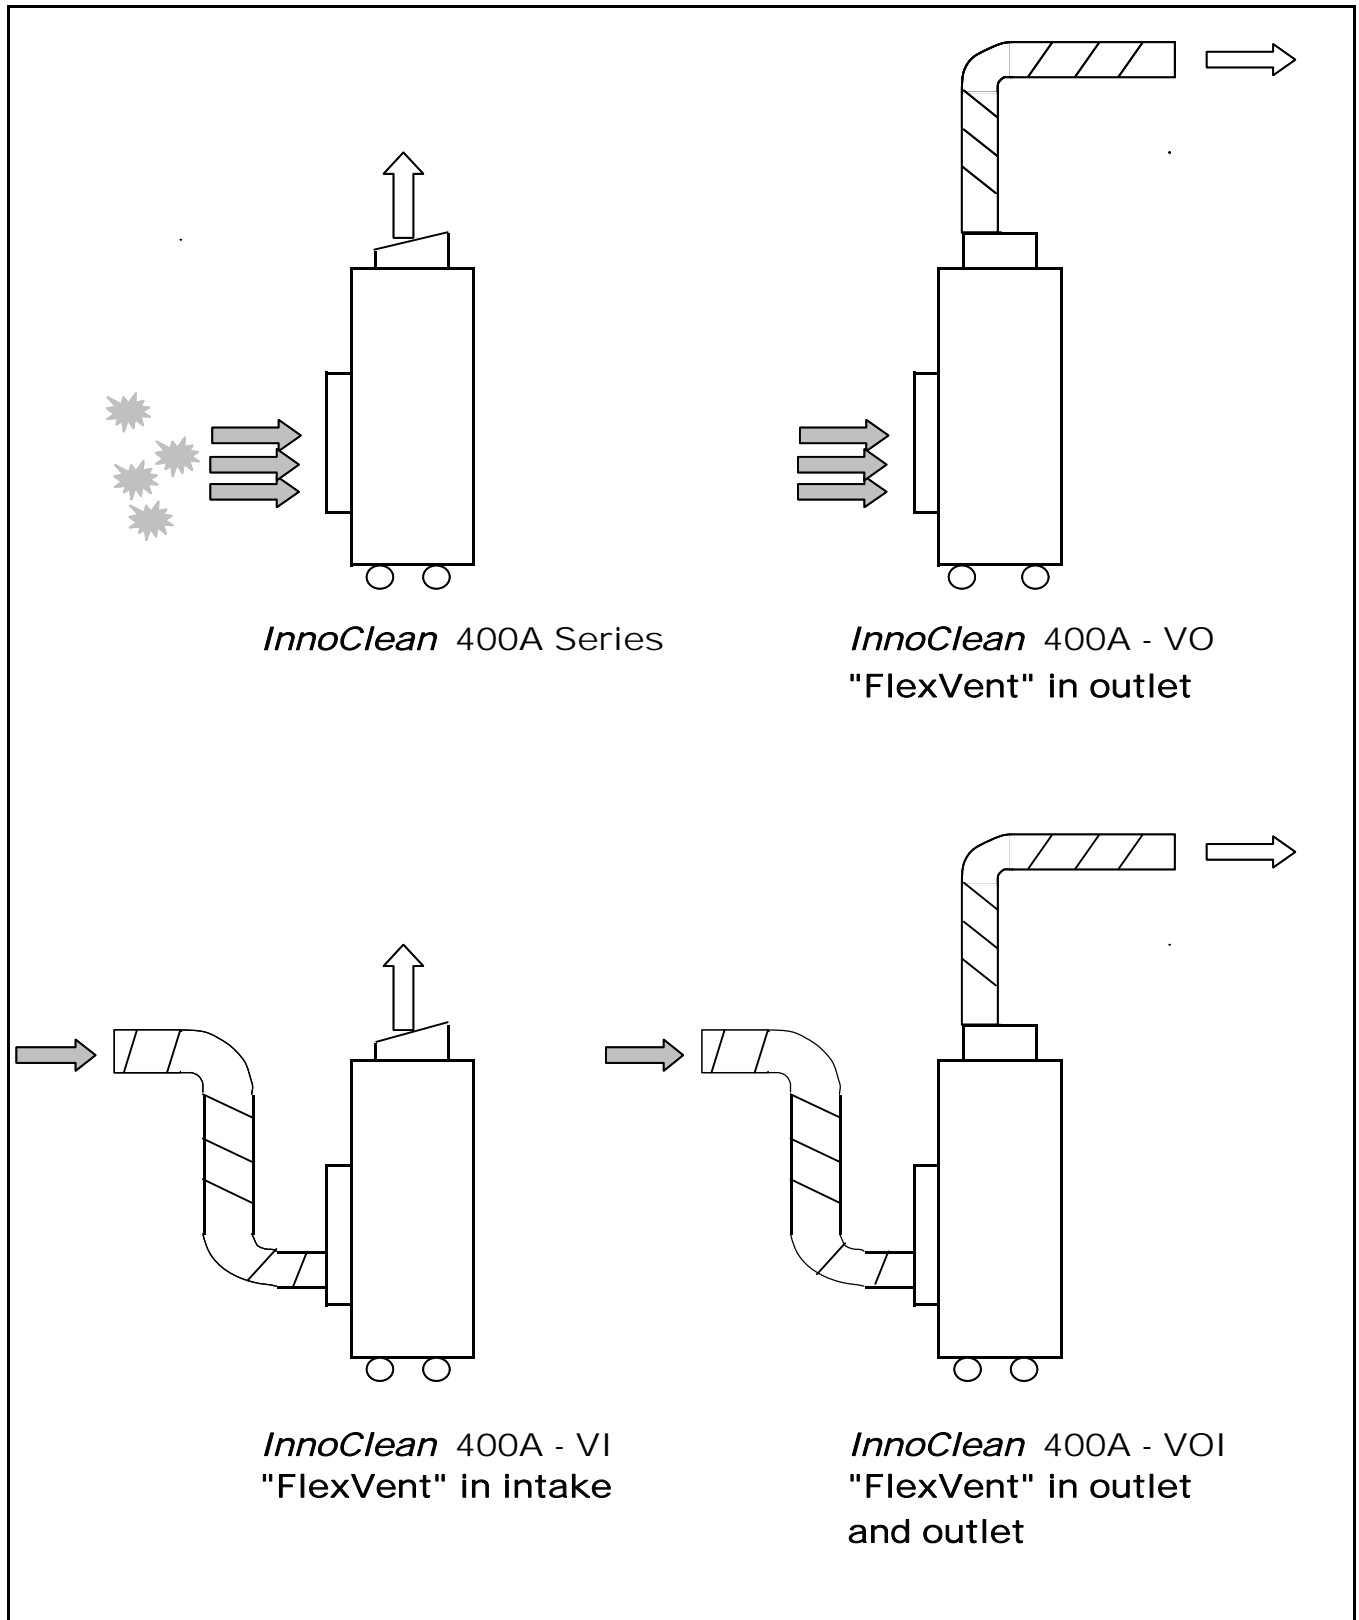 InnoClean 400A Series
InnoClean 400A - VO
"FlexVent" in outlet
InnoClean 400A - VI
"FlexVent" in intake
InnoClean 400A - VOI
"FlexVent" in outlet
and outlet